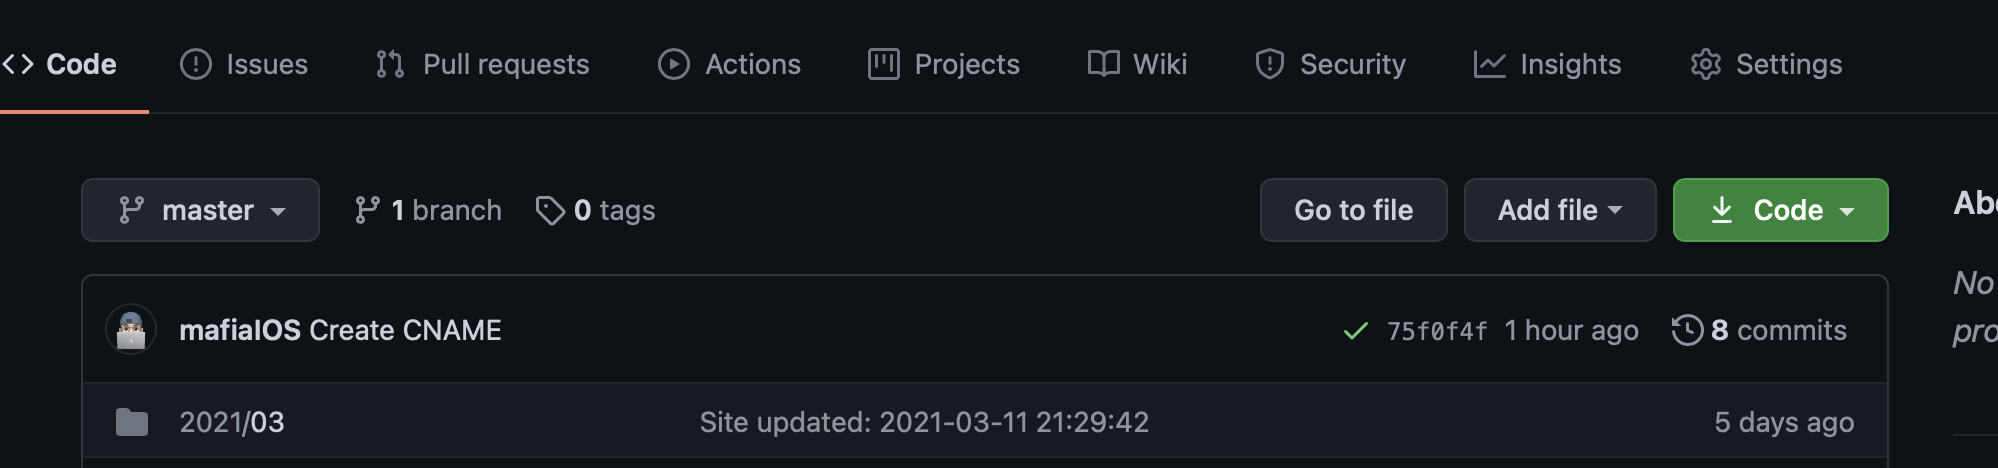 Code Issues Pull requests Actions Projects Wiki Security Insights Settings
master 1 branch 0 tags Go to file Add file Code
mafiaIOS Create CNAME 75f0f4f 1 hour ago 8 commits
No
2021/03 Site updated: 2021-03-11 21:29:42 5 days ago